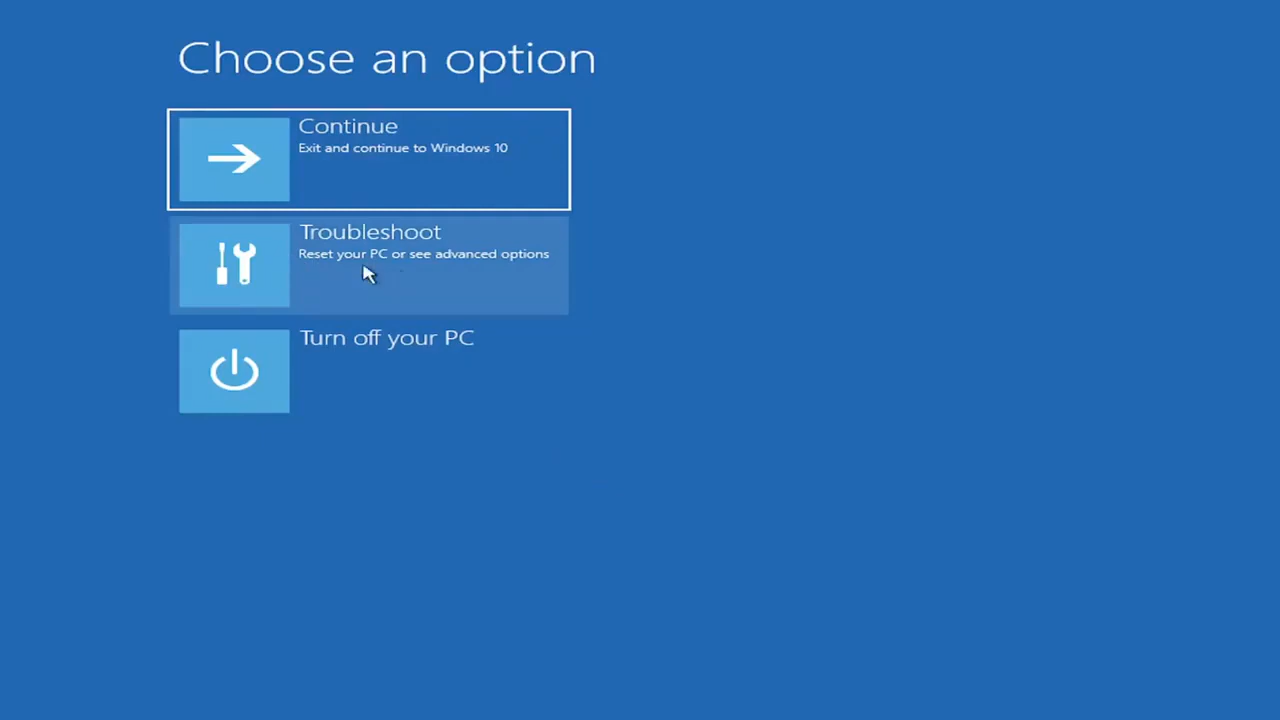 Choose an option
Continue
Exit and continue to Windows 10
Troubleshoot
Reset your PC or see advanced options
Turn off your PC